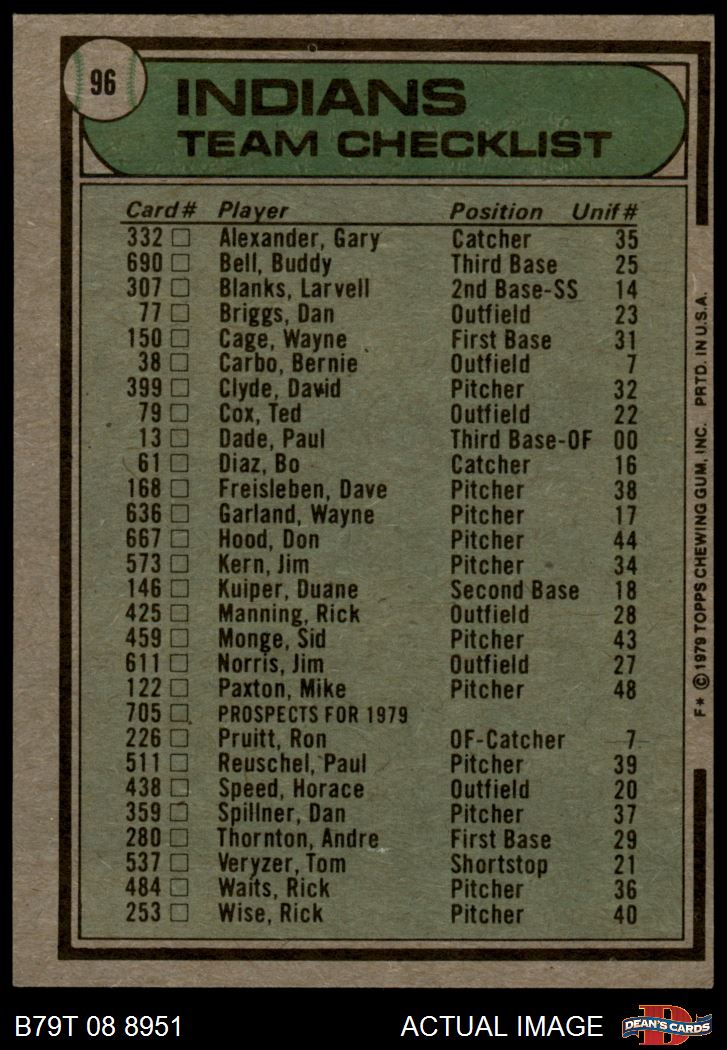 96
INDIANS
TEAM CHECKLIST
Card# Player Position Unif#
332 Alexander, Gary Catcher 35
690 Bell, Buddy Third Base 25
307 Blanks, Larvell 2nd Base-SS 14
77 Briggs, Dan Outfield 23
150 Cage, Wayne First Base 31
38 Carbo, Bernie Outfield 7
399 Clyde, David Pitcher 32
79 Cox, Ted Outfield 22
13 Dade, Paul Third Base-OF 00
61 Diaz, Bo Catcher 16
168 Freisleben, Dave Pitcher 38
636 Garland, Wayne Pitcher 17
667 Hood, Don Pitcher 44
573 Kern, Jim Pitcher 34
146 Kuiper, Duane Second Base 18
425 Manning, Rick Outfield 28
459 Monge, Sid Pitcher 43
611 Norris, Jim Outfield 27
122 Paxton, Mike Pitcher 48
705 PROSPECTS FOR 1979
226 Pruitt, Ron OF-Catcher 7
511 Reuschel, Paul Pitcher 39
438 Speed, Horace Outfield 20
359 Spillner, Dan Pitcher 37
280 Thornton, Andre First Base 29
537 Veryzer, Tom Shortstop 21
484 Waits, Rick Pitcher 36
253 Wise, Rick Pitcher 40
F* © 1979 TOPPS CHEWING GUM, INC. PRTD. IN U.S.A.
B79T 08 8951 ACTUAL IMAGE
D
DEAN'S CARDS